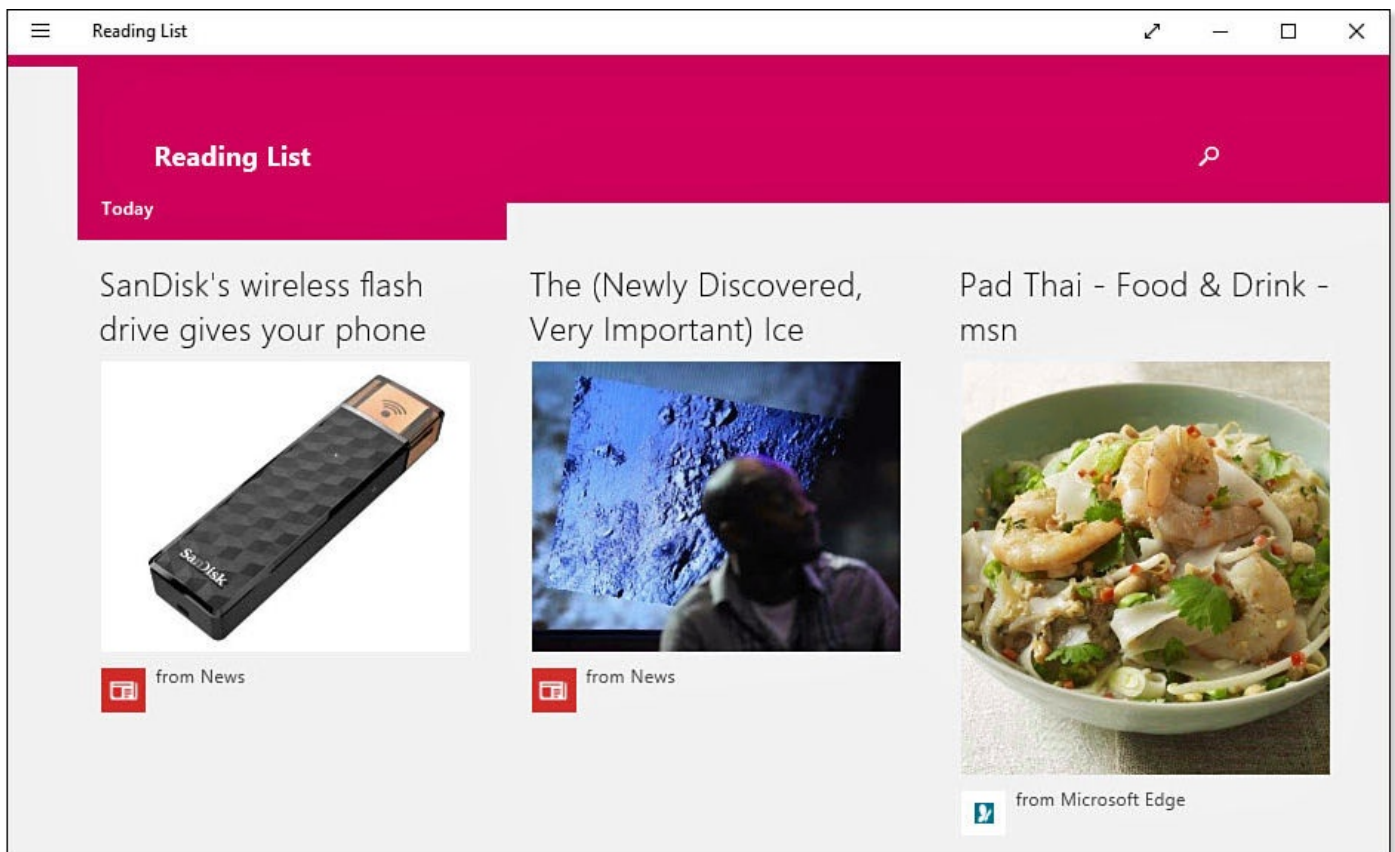 Reading List
Reading List
Today
SanDisk's wireless flash
drive gives your phone
SanDisk
from News
The (Newly Discovered,
Very Important) Ice
from News
Pad Thai - Food & Drink -
msn
from Microsoft Edge